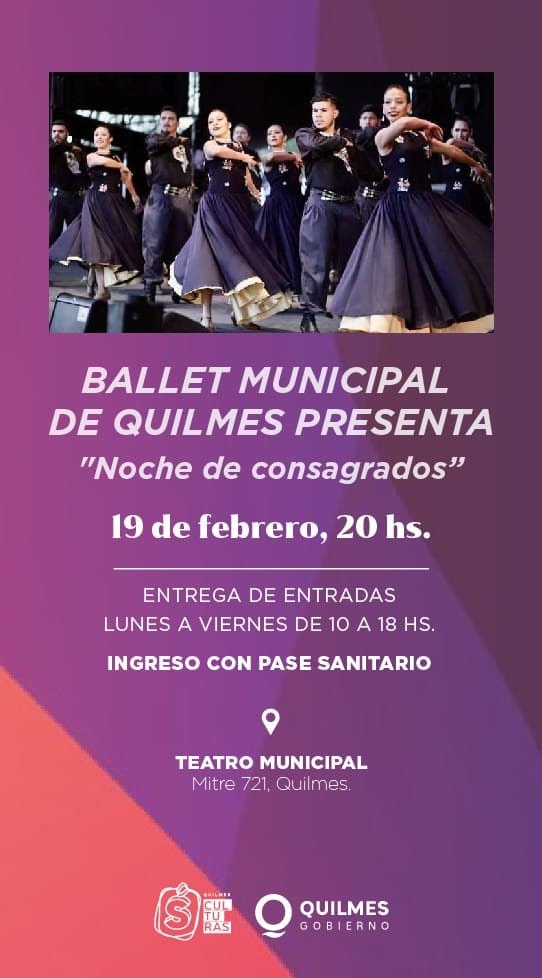 BALLET MUNICIPAL
DE QUILMES PRESENTA
"Noche de consagrados”
19 de febrero, 20 hs.
ENTREGA DE ENTRADAS
LUNES A VIERNES DE 10 A 18 HS.
INGRESO CON PASE SANITARIO
TEATRO MUNICIPAL
Mitre 721, Quilmes.
QUILMES
CUL
TU
RAS
QUILMES
GOBIERNO